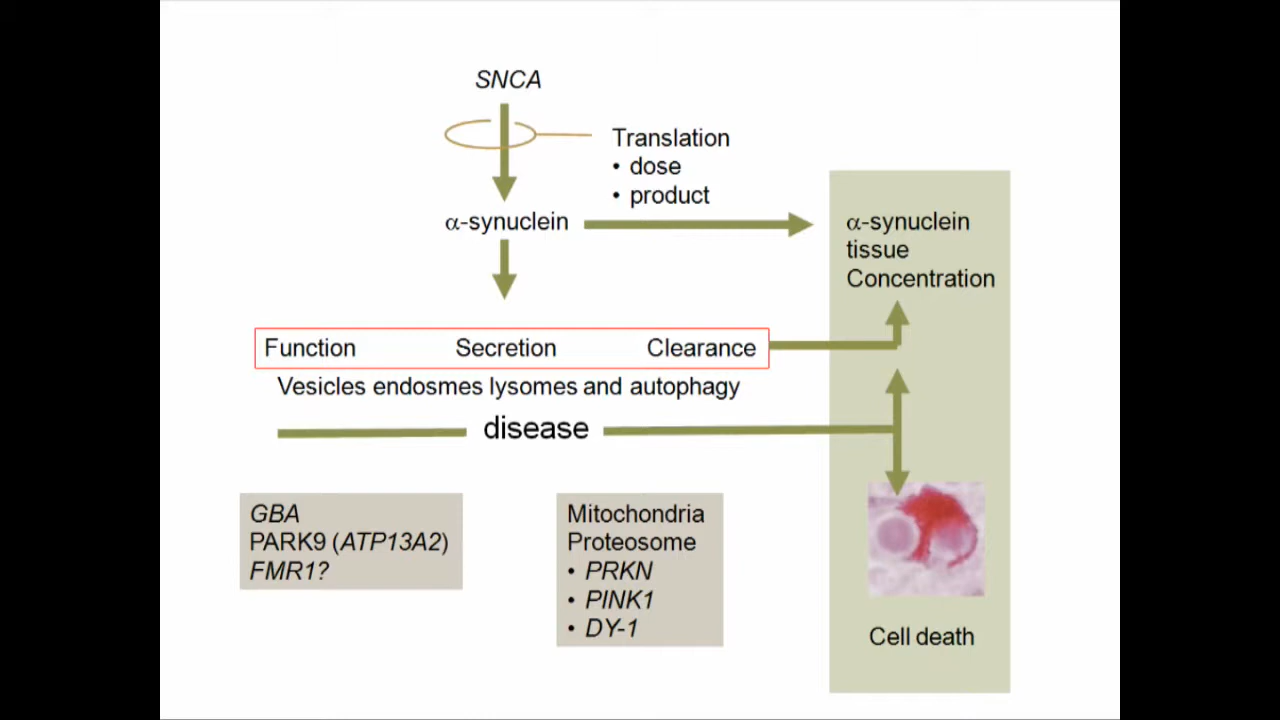 SNCA
Translation
• dose
• product
α-synuclein
α-synuclein
tissue
Concentration
Function Secretion Clearance
Vesicles endosmes lysomes and autophagy
disease
GBA
PARK9 (ATP13A2)
FMR1?
Mitochondria
Proteosome
• PRKN
• PINK1
• DY-1
Cell death